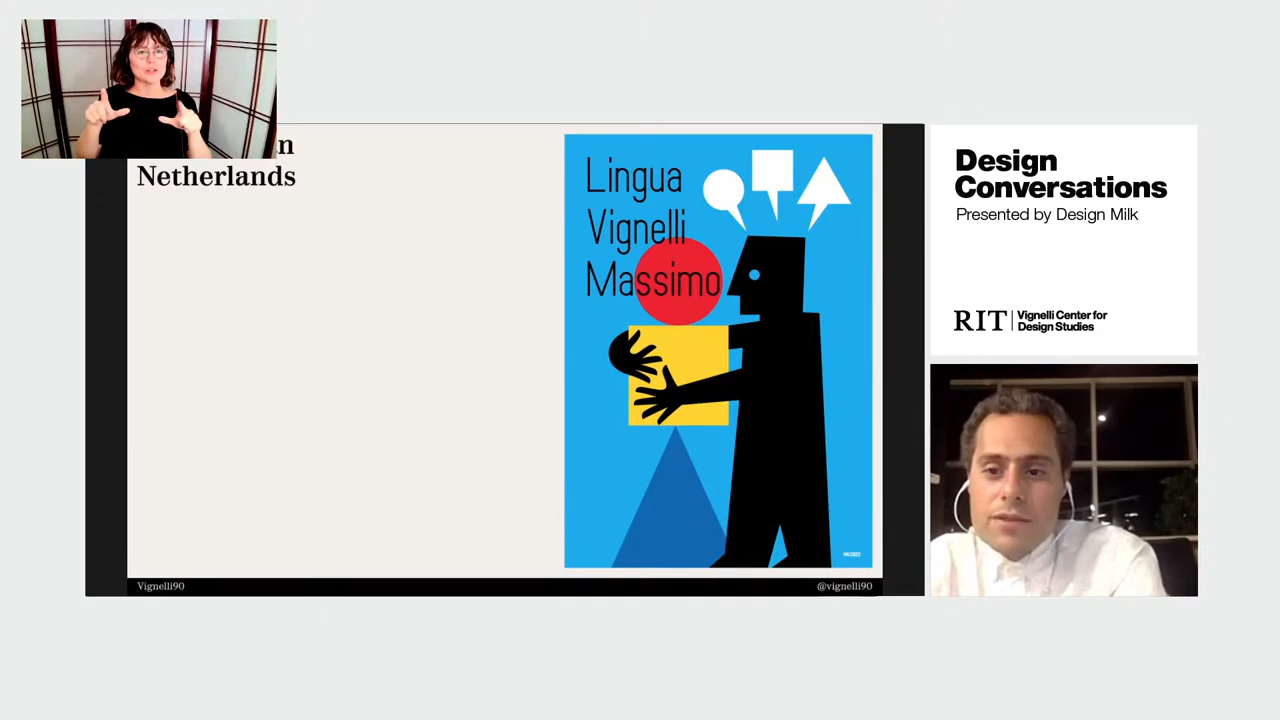 Netherlands
Lingua
Vignelli
Massimo
Vignelli90
@vignelli90
Design
Conversations
Presented by Design Milk
RIT
Vignelli Center for
Design Studies